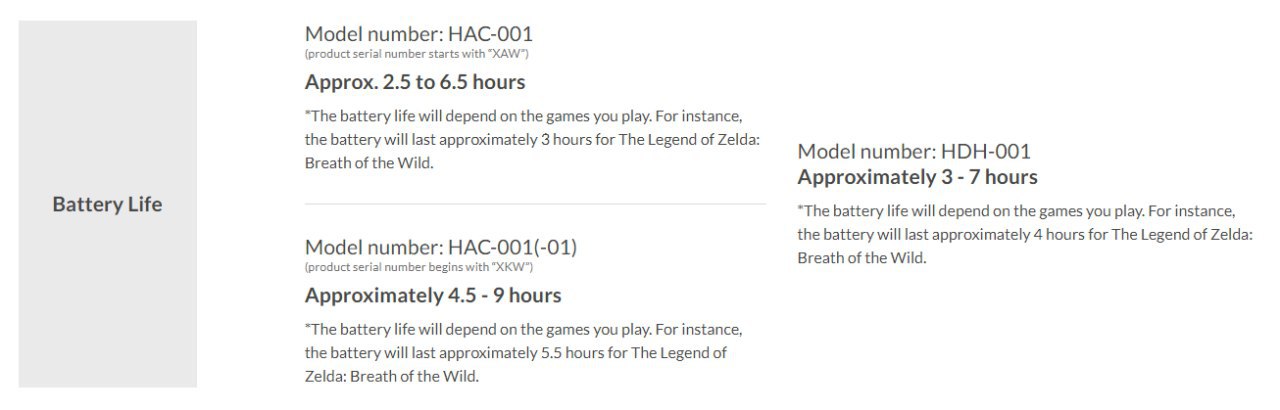 Battery Life
Model number: HAC-001
(product serial number starts with "XAW")
Approx. 2.5 to 6.5 hours
*The battery life will depend on the games you play. For instance,
the battery will last approximately 3 hours for The Legend of Zelda:
Breath of the Wild.
Model number: HAC-001(-01)
(product serial number begins with "XKW")
Approximately 4.5 - 9 hours
*The battery life will depend on the games you play. For instance,
the battery will last approximately 5.5 hours for The Legend of
Zelda: Breath of the Wild.
Model number: HDH-001
Approximately 3 - 7 hours
*The battery life will depend on the games you play. For instance,
the battery will last approximately 4 hours for The Legend of Zelda:
Breath of the Wild.